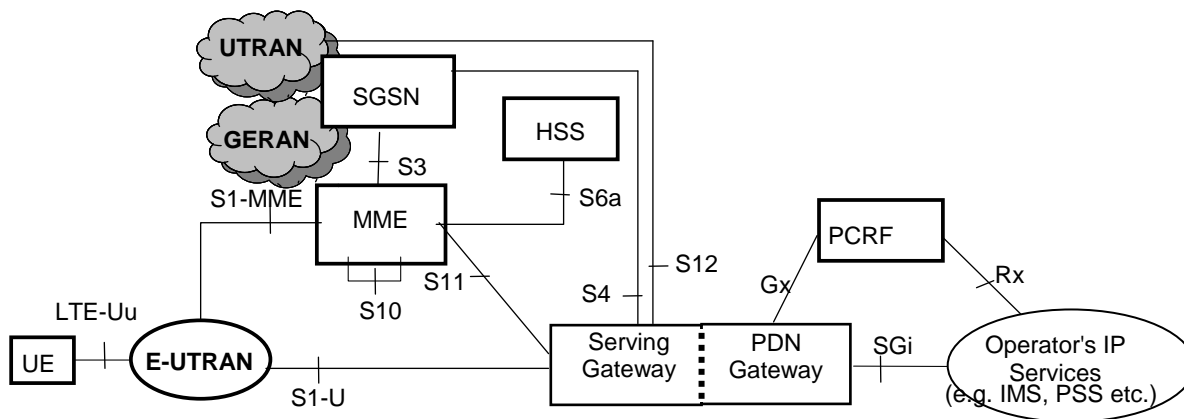 UTRAN
SGSN
GERAN
HSS
S3
S1-MME
S6a
MME
PCRF
S11
S12
S10
S4
Gx
Rx
LTE-Uu
UE
E-UTRAN
S1-U
Serving
Gateway
PDN
Gateway
SGi
Operator's IP
Services
(e.g. IMS, PSS etc.)